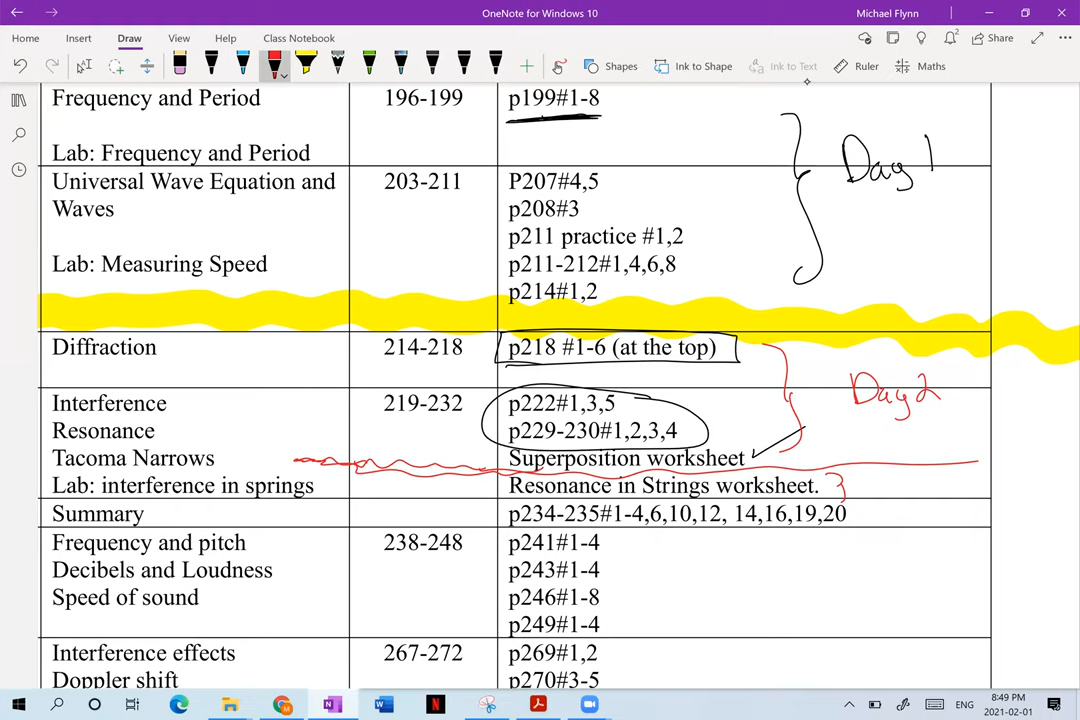 OneNote for Windows 10
Michael Flynn
Home Insert Draw View Help Class Notebook
Share
Shapes Ink to Shape Ink to Text Ruler Maths
Frequency and Period 196-199 p199#1-8
Lab: Frequency and Period
Day 1
Universal Wave Equation and 203-211 P207#4,5
Waves p208#3
p211 practice #1,2
Lab: Measuring Speed p211-212#1,4,6,8
p214#1,2
Diffraction 214-218 p218 #1-6 (at the top)
Day 2
Interference 219-232 p222#1,3,5
Resonance p229-230#1,2,3,4
Tacoma Narrows Superposition worksheet
Lab: interference in springs Resonance in Strings worksheet. 3
Summary p234-235#1-4,6,10,12, 14,16,19,20
Frequency and pitch 238-248 p241#1-4
Decibels and Loudness p243#1-4
Speed of sound p246#1-8
p249#1-4
Interference effects 267-272 p269#1,2
Doppler shift p270#3-5
ENG
8:49 PM
2021-02-01